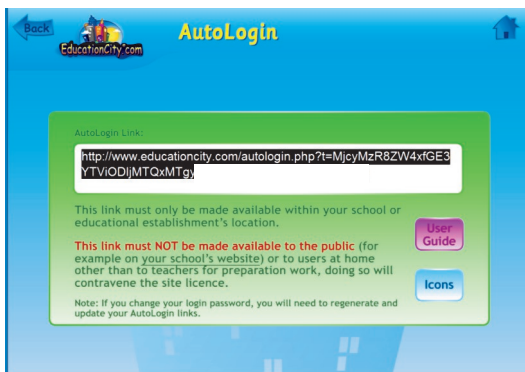 Back
EducationCity.com
AutoLogin
AutoLogin Link:
http://www.educationcity.com/autologin.php?t=MjcyMzR8ZW4xfGE3
YTViODljMTQxMTgy
This link must only be made available within your school or
educational establishment's location.
This link must NOT be made available to the public (for
example on your school's website) or to users at home
other than to teachers for preparation work, doing so will
contravene the site licence.
Note: If you change your login password, you will need to regenerate and
update your AutoLogin links.
User
Guide
Icons